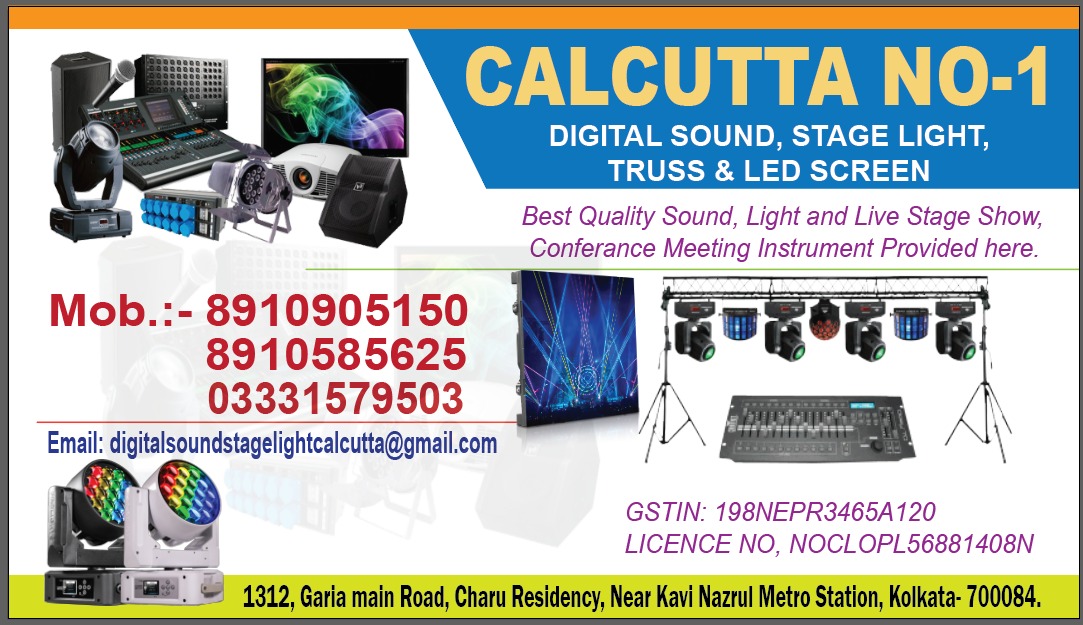 CALCUTTA NO-1
DIGITAL SOUND, STAGE LIGHT,
TRUSS & LED SCREEN
Best Quality Sound, Light and Live Stage Show,
Conferance Meeting Instrument Provided here.
Mob.:- 8910905150
8910585625
03331579503
Email: digitalsoundstagelightcalcutta@gmail.com
GSTIN: 198NEPR3465A120
LICENCE NO, NOCLOPL56881408N
1312, Garia main Road, Charu Residency, Near Kavi Nazrul Metro Station, Kolkata- 700084.